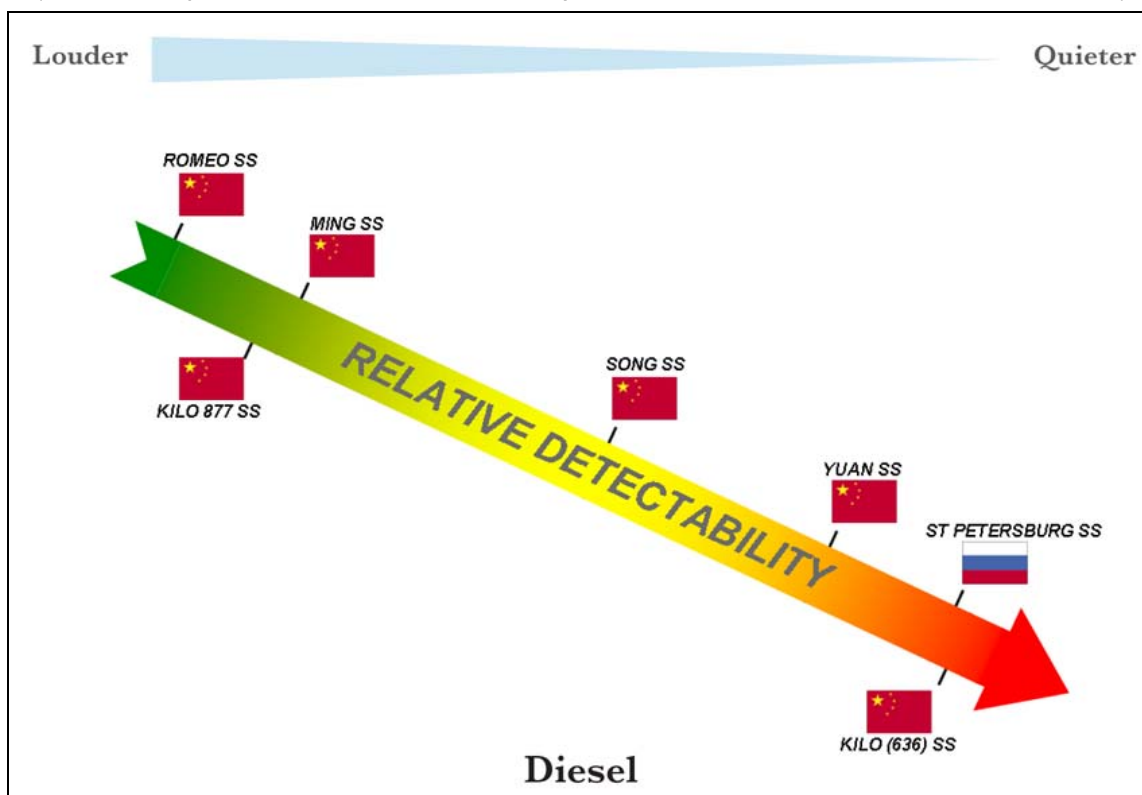 Louder
Quieter
ROMEO SS
MING SS
KILO 877 SS
SONG SS
RELATIVE DETECTABILITY
YUAN SS
ST PETERSBURG SS
KILO (636) SS
Diesel